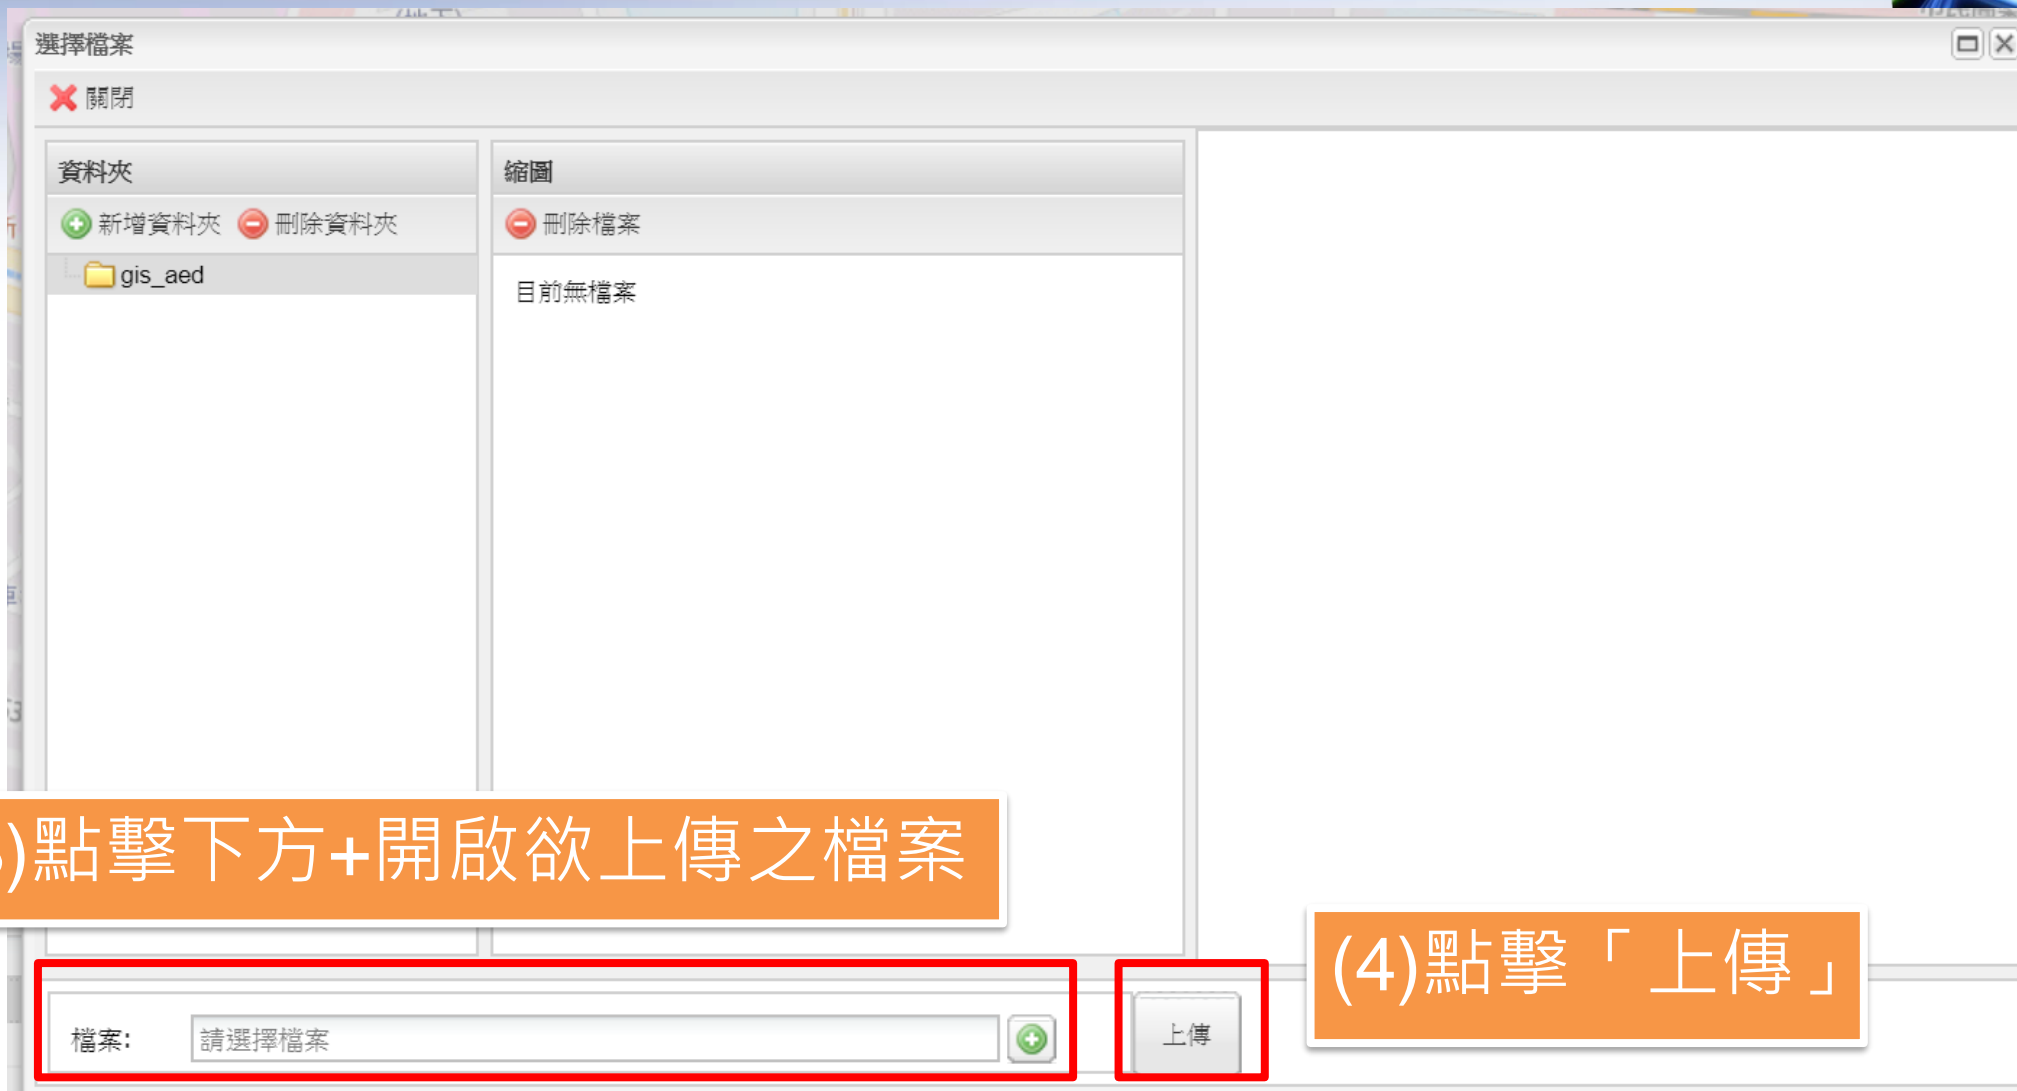 選擇檔案
關閉
資料夾
縮圖
新增資料夾 刪除資料夾
刪除檔案
gis_aed
目前無檔案
)點擊下方+開啟欲上傳之檔案
(4)點擊「上傳」
檔案: 請選擇檔案
上傳